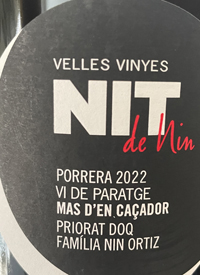 VELLES VINYES
NIT
de Nin
PORRERA 2022
VI DE PARATGE
MAS D'EN CAÇADOR
PRIORAT DOQ
FAMÍLIA NIN ORTIZ